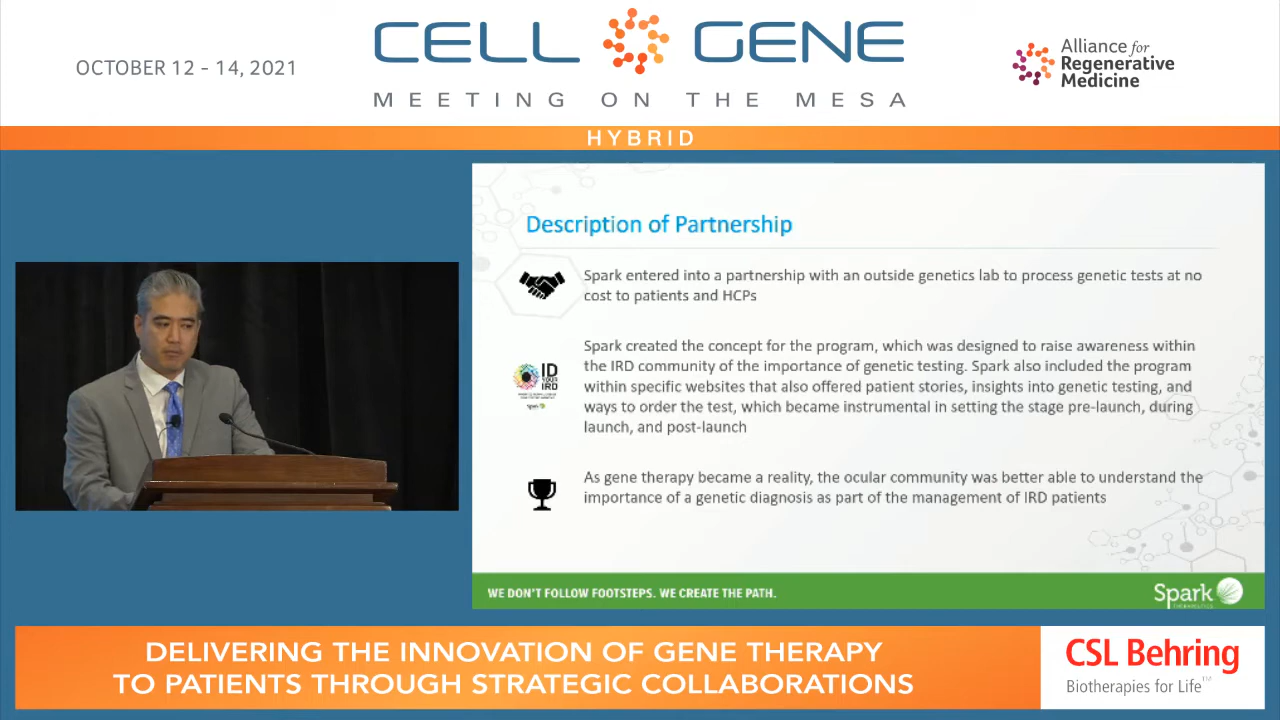 OCTOBER 12 - 14, 2021
CELL GENE
MEETING ON THE MESA
Alliance for
Regenerative
Medicine
HYBRID
Description of Partnership
Spark entered into a partnership with an outside genetics lab to process genetic tests at no
cost to patients and HCPs
ID
YOUR
IRD
Spark
Spark created the concept for the program, which was designed to raise awareness within
the IRD community of the importance of genetic testing. Spark also included the program
within specific websites that also offered patient stories, insights into genetic testing, and
ways to order the test, which became instrumental in setting the stage pre-launch, during
launch, and post-launch
As gene therapy became a reality, the ocular community was better able to understand the
importance of a genetic diagnosis as part of the management of IRD patients
WE DON'T FOLLOW FOOTSTEPS. WE CREATE THE PATH.
Spark
THERAPEUTICS
DELIVERING THE INNOVATION OF GENE THERAPY
TO PATIENTS THROUGH STRATEGIC COLLABORATIONS
CSL Behring
Biotherapies for Life™